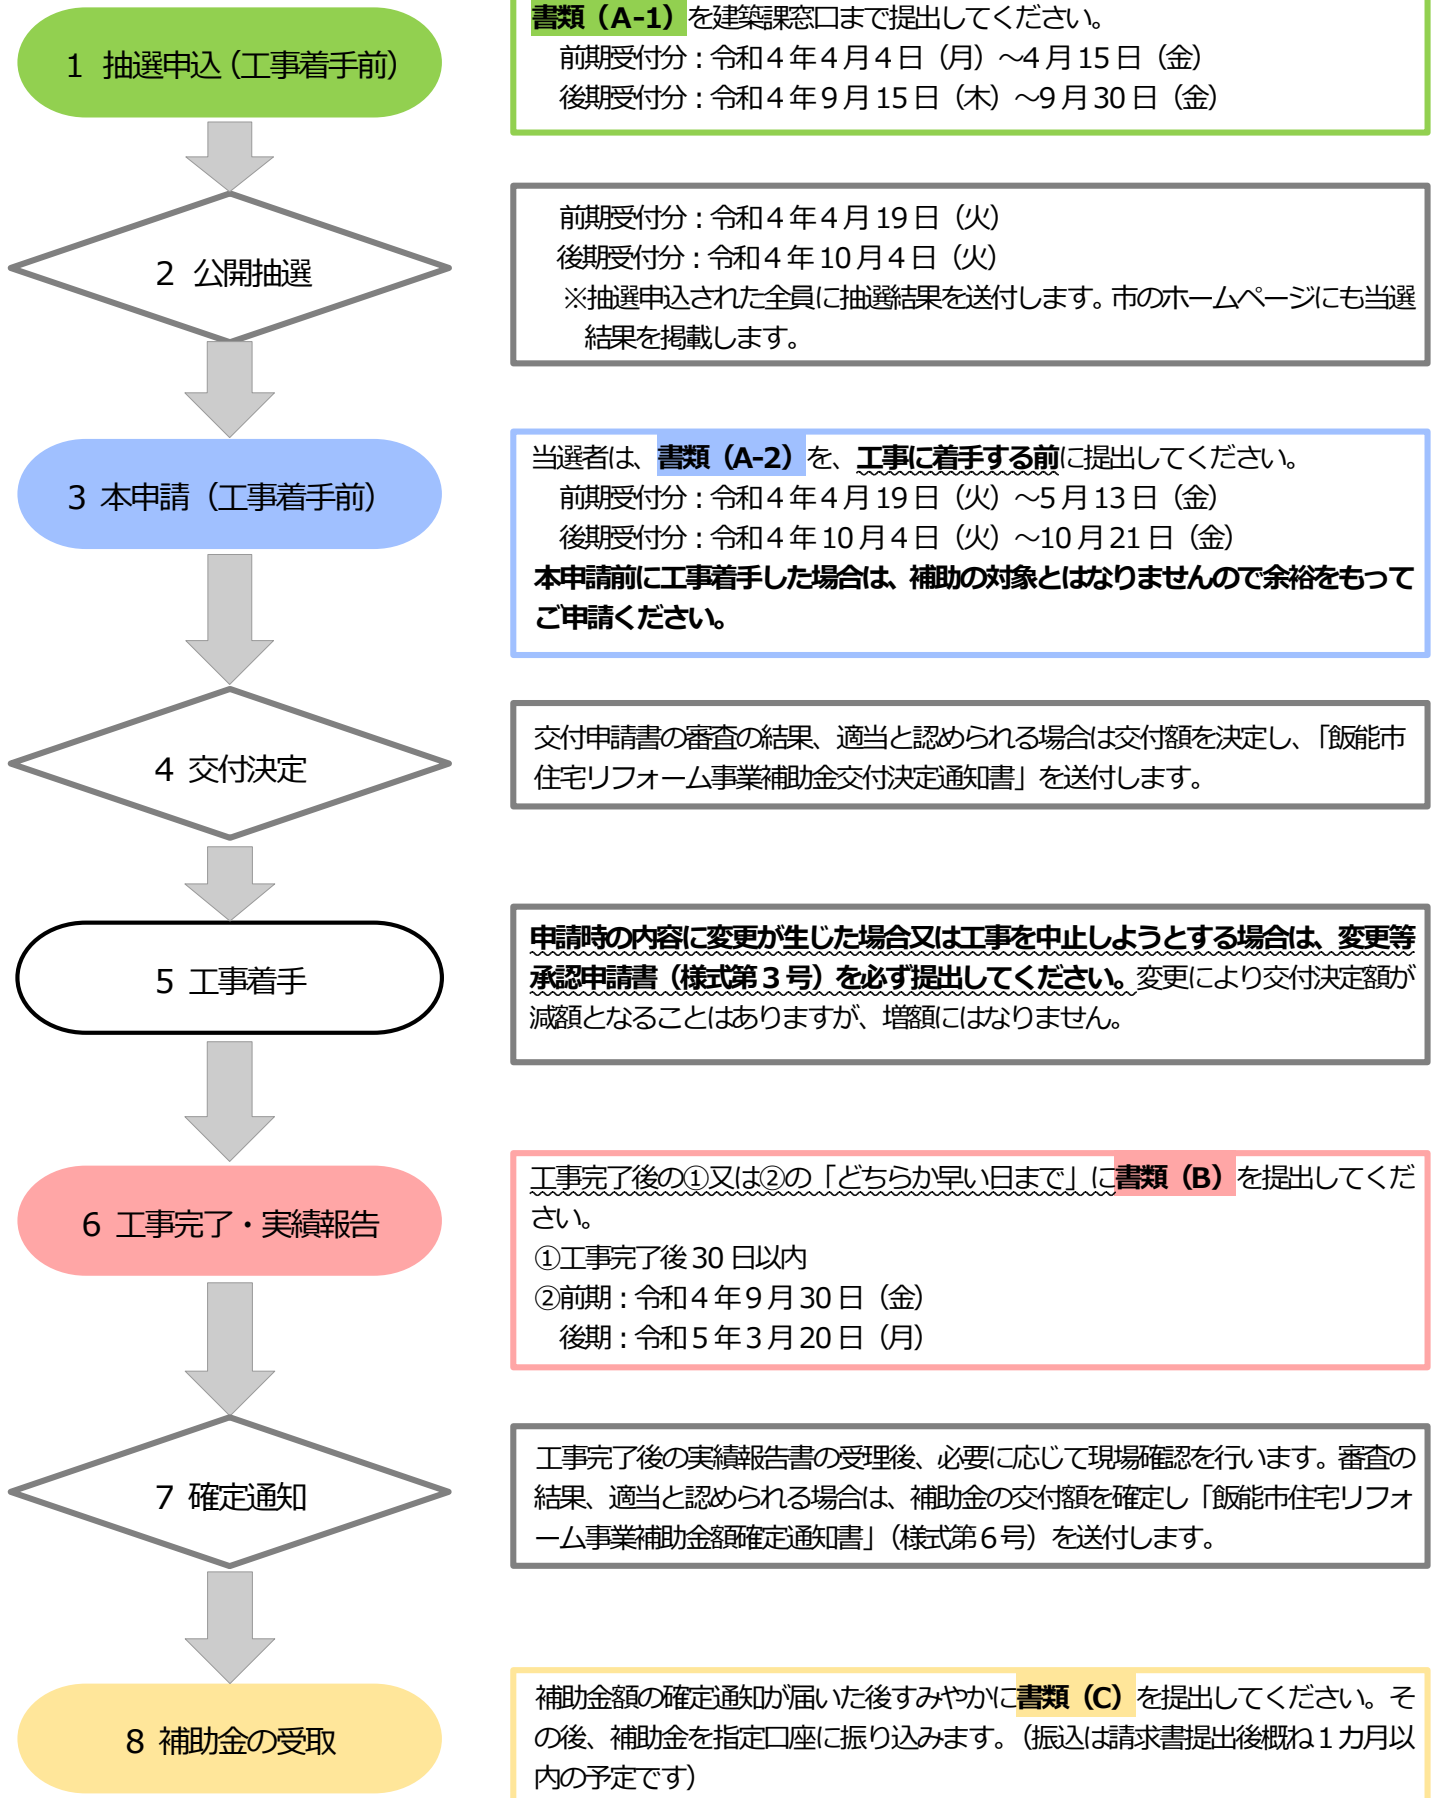 1 抽選申込（工事着手前）
書類（A-1）を建築課窓口まで提出してください。
前期受付分：令和４年４月４日（月）～4月15日（金）
後期受付分：令和４年９月15日（木）～9月30日（金）
2 公開抽選
前期受付分：令和４年４月19日（火）
後期受付分：令和４年10月４日（火）
※抽選申込された全員に抽選結果を送付します。市のホームページにも当選
結果を掲載します。
3 本申請（工事着手前）
当選者は、書類（A-2）を、工事に着手する前に提出してください。
前期受付分：令和４年４月19日（火）～5月13日（金）
後期受付分：令和４年10月４日（火）～10月21日（金）
本申請前に工事着手した場合は、補助の対象とはなりませんので余裕をもって
ご申請ください。
4 交付決定
交付申請書の審査の結果、適当と認められる場合は交付額を決定し、「飯能市
住宅リフォーム事業補助金交付決定通知書」を送付します。
5 工事着手
申請時の内容に変更が生じた場合又は工事を中止しようとする場合は、変更等
承認申請書（様式第３号）を必ず提出してください。変更により交付決定額が
減額となることはありますが、増額にはなりません。
6 工事完了・実績報告
工事完了後の①又は②の「どちらか早い日まで」に書類（B）を提出してくだ
さい。
①工事完了後30日以内
②前期：令和４年９月30日（金）
後期：令和５年３月20日（月）
7 確定通知
工事完了後の実績報告書の受理後、必要に応じて現場確認を行います。審査の
結果、適当と認められる場合は、補助金の交付額を確定し「飯能市住宅リフォ
ーム事業補助金額確定通知書」（様式第６号）を送付します。
8 補助金の受取
補助金額の確定通知が届いた後すみやかに書類（C）を提出してください。そ
の後、補助金を指定口座に振り込みます。（振込は請求書提出後概ね１カ月以
内の予定です）